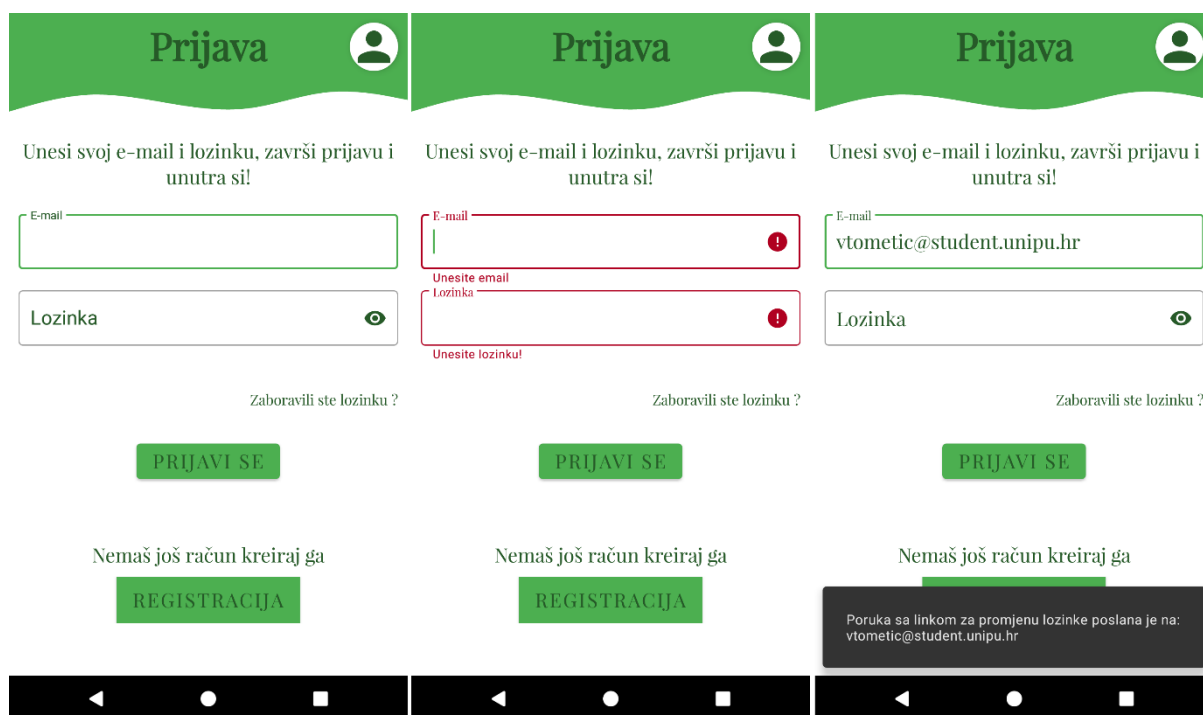 Prijava
Unesi svoj e-mail i lozinku, završi prijavu i
unutra si!
E-mail
Lozinka
Zaboravili ste lozinku ?
PRIJAVI SE
Nemaš još račun kreiraj ga
REGISTRACIJA
Prijava
Unesi svoj e-mail i lozinku, završi prijavu i
unutra si!
E-mail
Unesite email
Lozinka
Unesite lozinku!
Zaboravili ste lozinku ?
PRIJAVI SE
Nemaš još račun kreiraj ga
REGISTRACIJA
Prijava
Unesi svoj e-mail i lozinku, završi prijavu i
unutra si!
E-mail
vtometic@student.unipu.hr
Lozinka
Zaboravili ste lozinku ?
PRIJAVI SE
Nemaš još račun kreiraj ga
Poruka sa linkom za promjenu lozinke poslana je na:
vtometic@student.unipu.hr